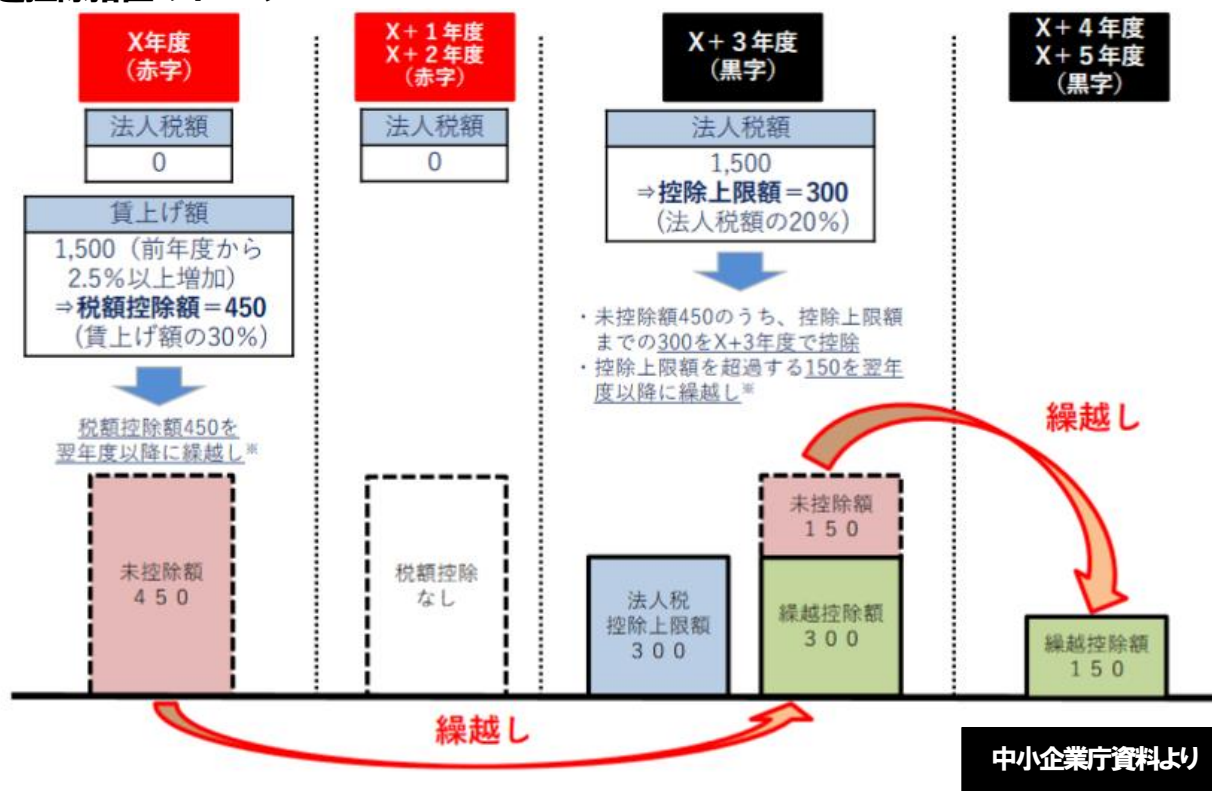 X年度
(赤字)
法人税額
0
賃上げ額
1,500(前年度から
2.5%以上増加)
⇒税額控除額=450
(賃上げ額の30%)
税額控除額450を
翌年度以降に繰越し※
未控除額
450
X+1年度
X+2年度
(赤字)
法人税額
0
税額控除
なし
X+3年度
(黒字)
法人税額
1,500
⇒控除上限額=300
(法人税額の20%)
・未控除額450のうち、控除上限額
までの300をX+3年度で控除
・控除上限額を超過する150を翌年
度以降に繰越し※
法人税
控除上限額
300
未控除額
150
繰越控除額
300
X+4年度
X+5年度
(黒字)
繰越し
繰越控除額
150
繰越し
中小企業庁資料より